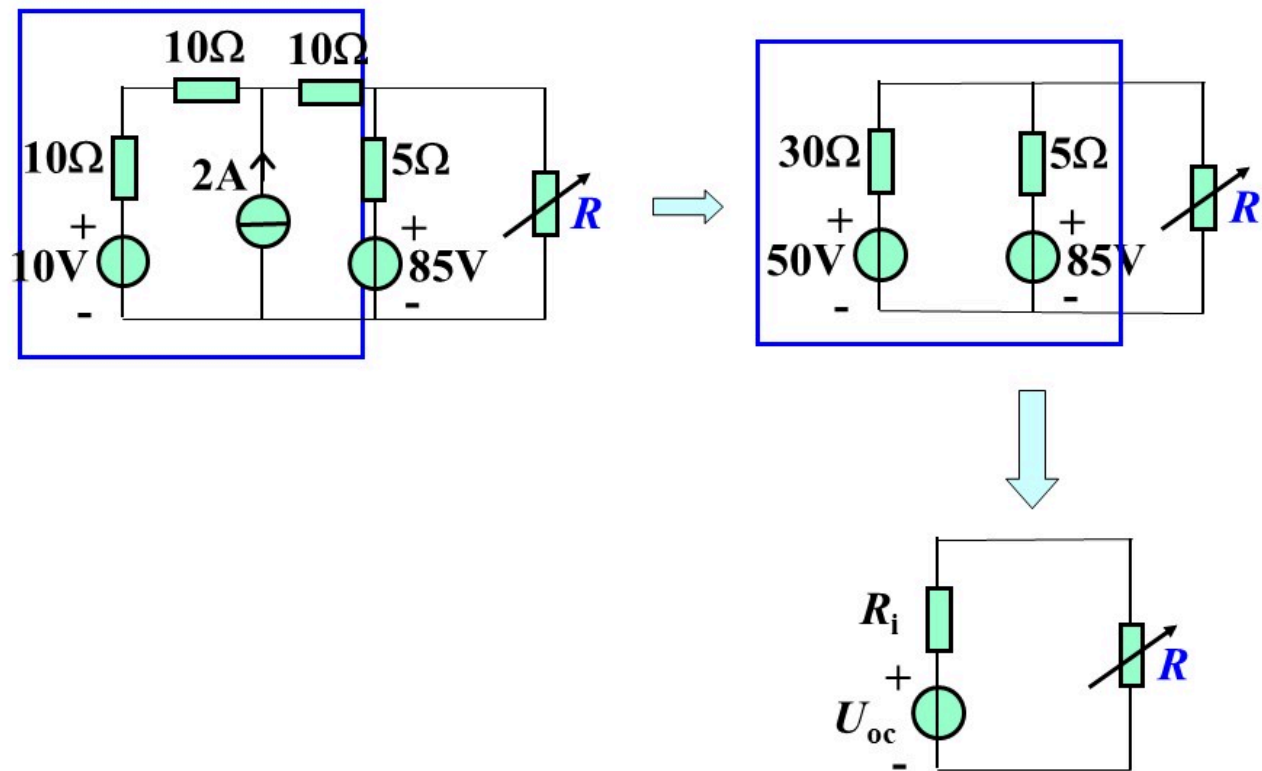 10Ω 10Ω
10Ω 2A 5Ω R
+ +
10V 85V
- -
30Ω 5Ω R
+ +
50V 85V
- -
Ri R
+
Uoc
-